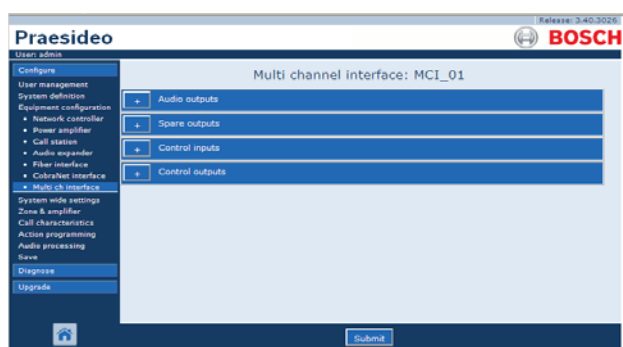 Release: 3.40.3026
Praesideo
BOSCH
User: admin
Configure
User management
System definition
Equipment configuration
• Network controller
• Power amplifier
• Call station
• Audio expander
• Fiber interface
• CobraNet interface
• Multi ch interface
System wide settings
Zone & amplifier
Call characteristics
Action programming
Audio processing
Save
Diagnose
Upgrade
Multi channel interface: MCI_01
+ Audio outputs
+ Spare outputs
+ Control inputs
+ Control outputs
Submit